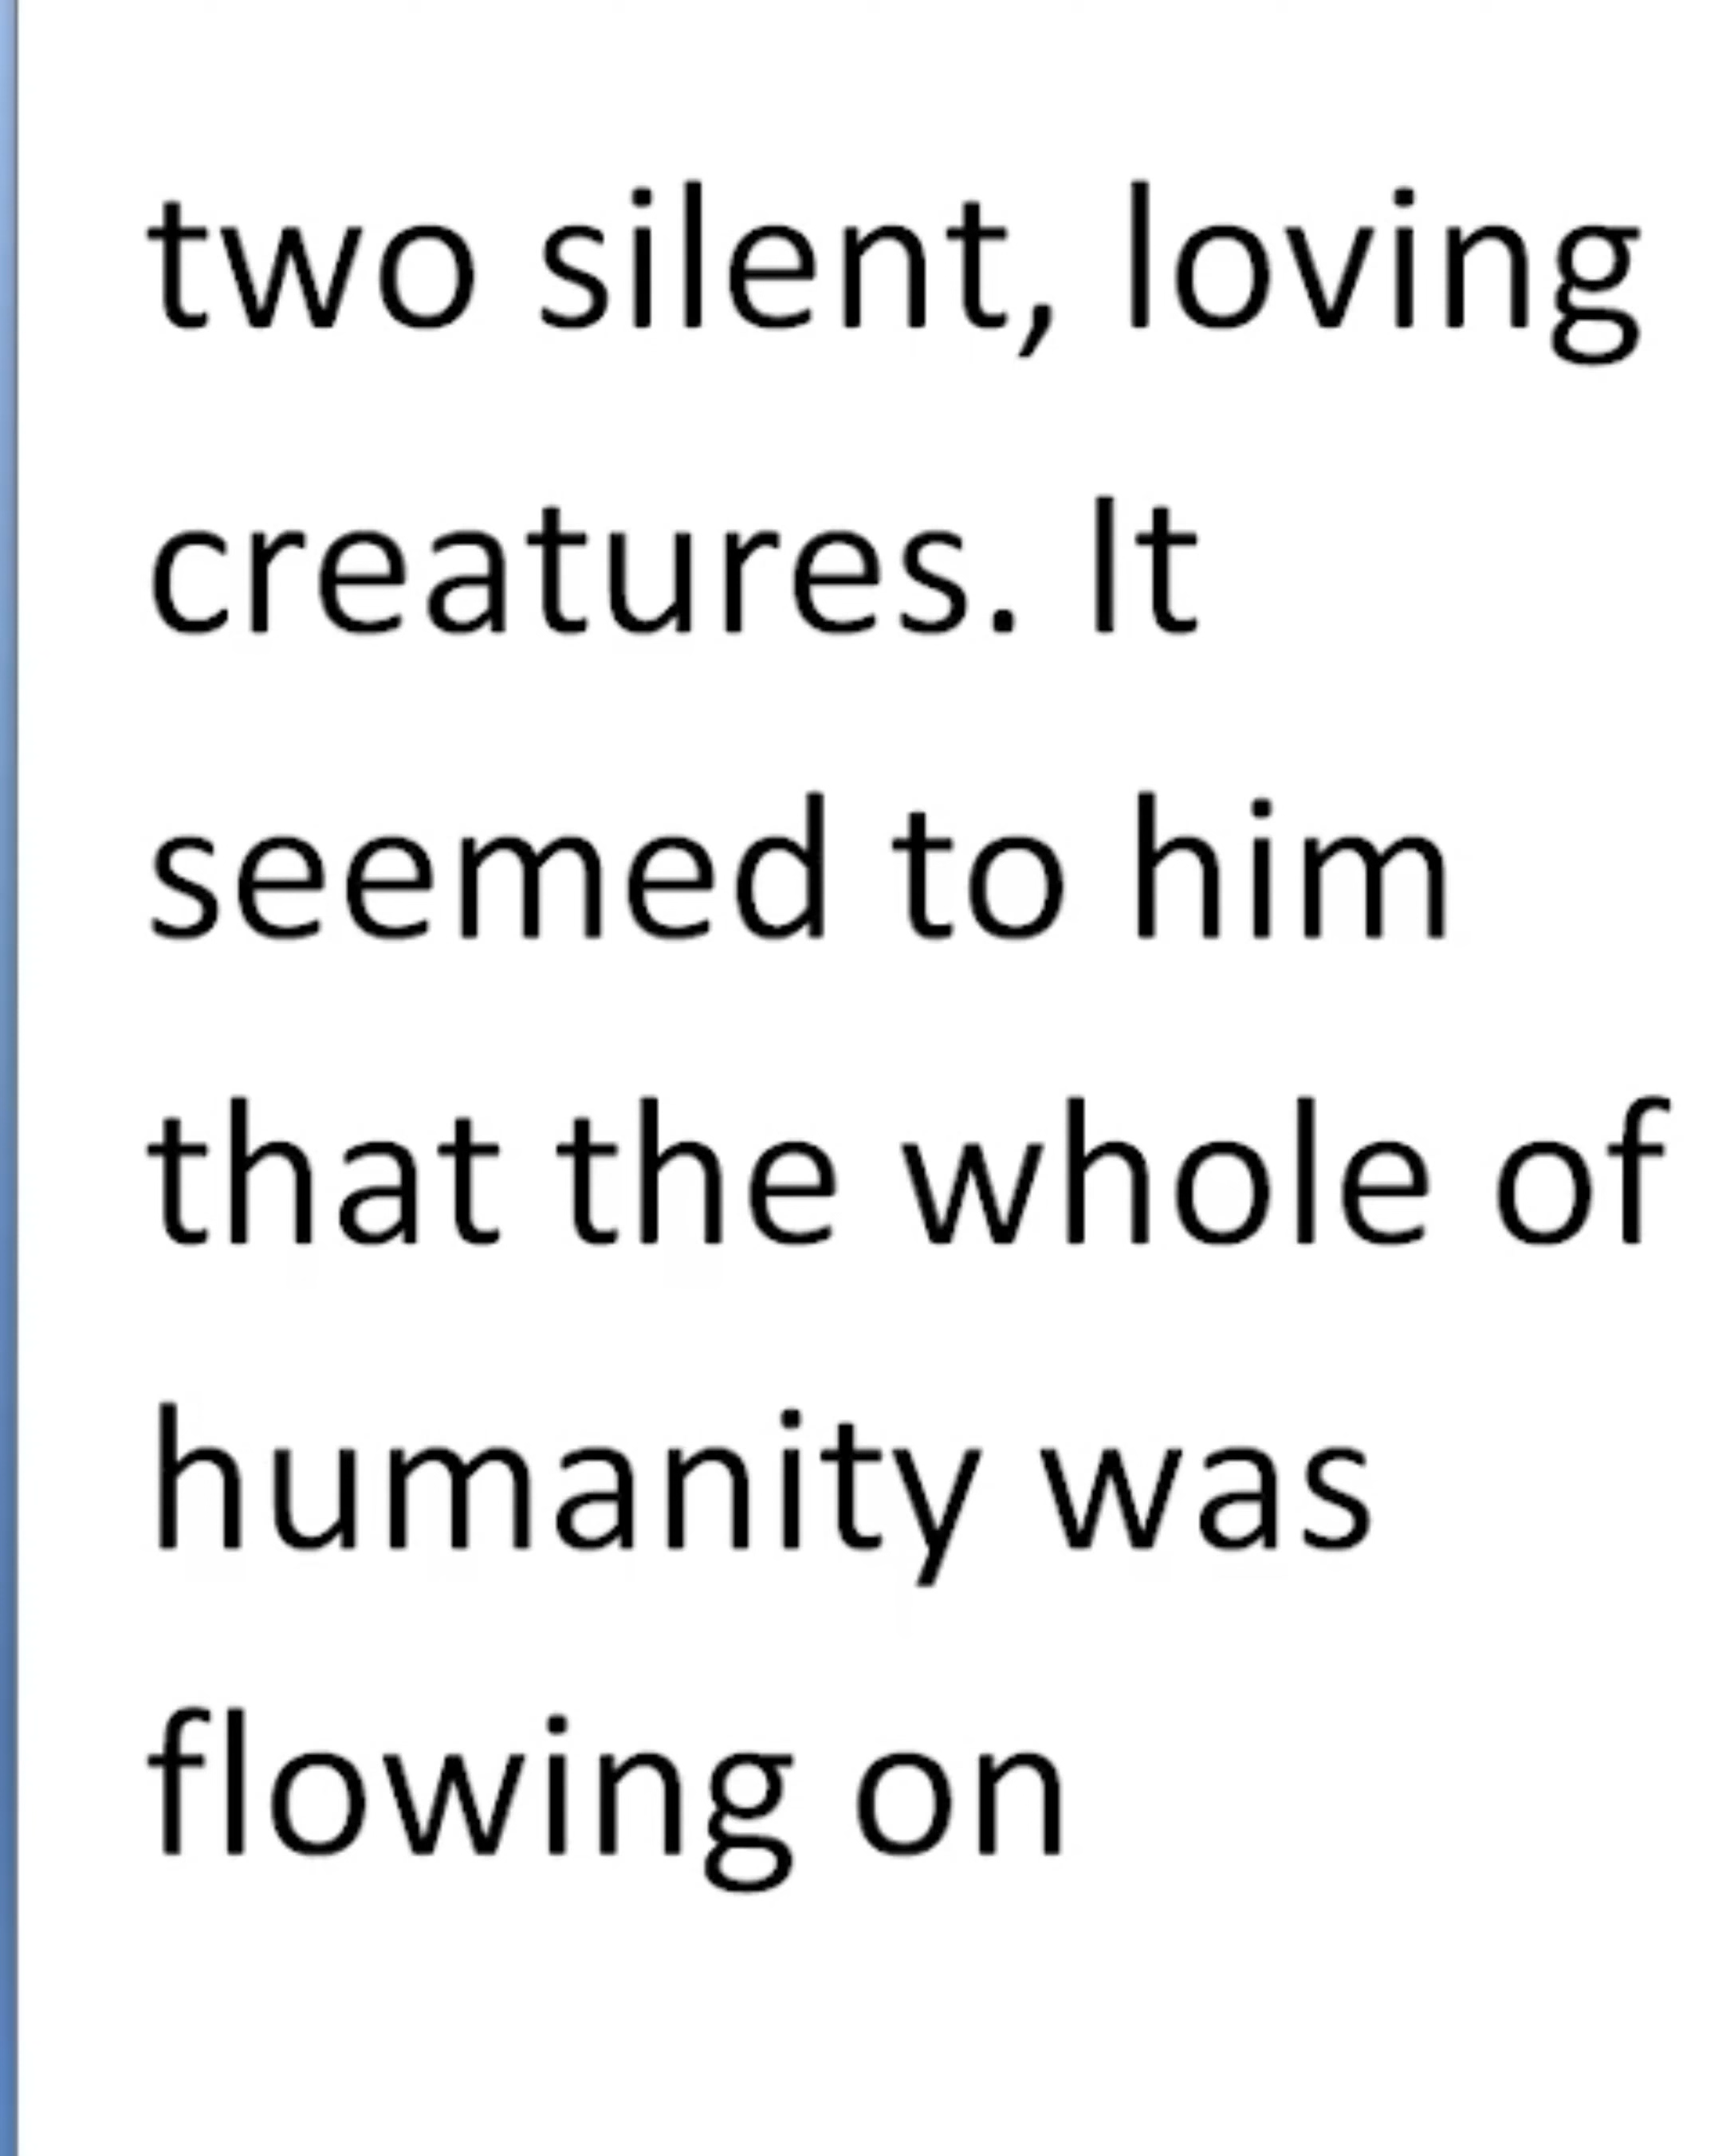 two silent, loving
creatures. It
seemed to him
that the whole of
humanity was
flowing on